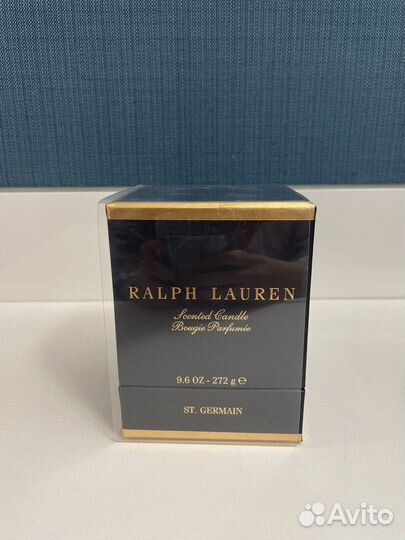 RALPH LAUREN
Scented Candle
Bougie Parfumée
9.6 OZ - 272 g ℮
ST. GERMAIN
Avito